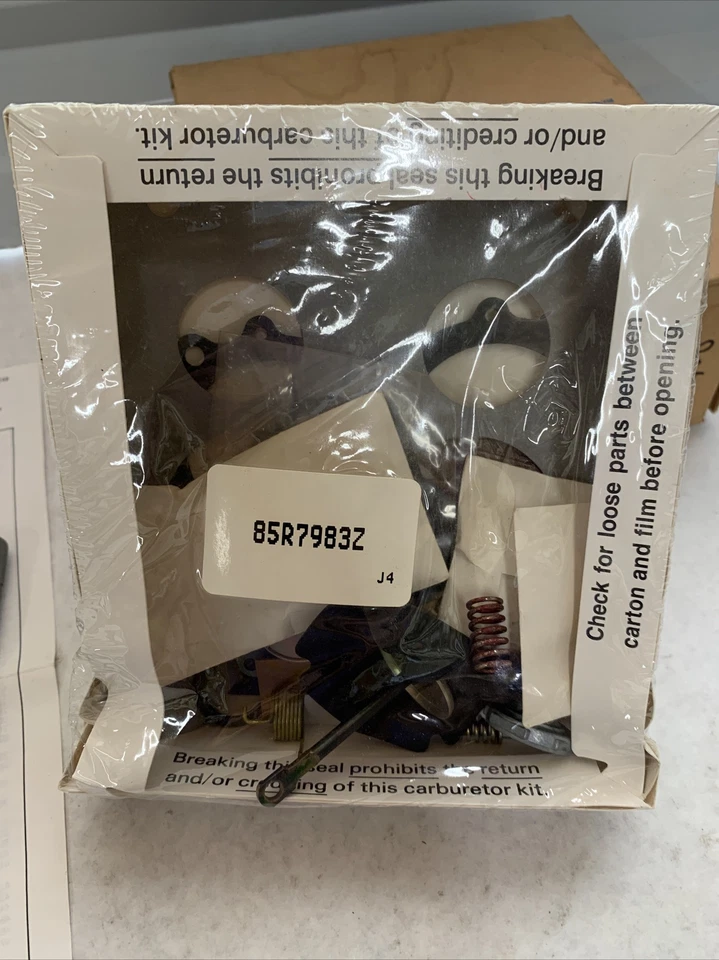 Breaking this seal prohibits the return
and/or crediting of this carburetor kit.
Check for loose parts between
carton and film before opening.
85R7983Z
J4
Breaking this seal prohibits the return
and/or crediting of this carburetor kit.